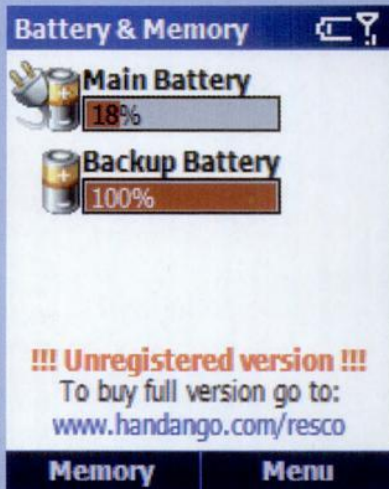 Battery & Memory
Main Battery
18%
Backup Battery
100%
!!! Unregistered version !!!
To buy full version go to:
www.handango.com/resco
Memory Menu